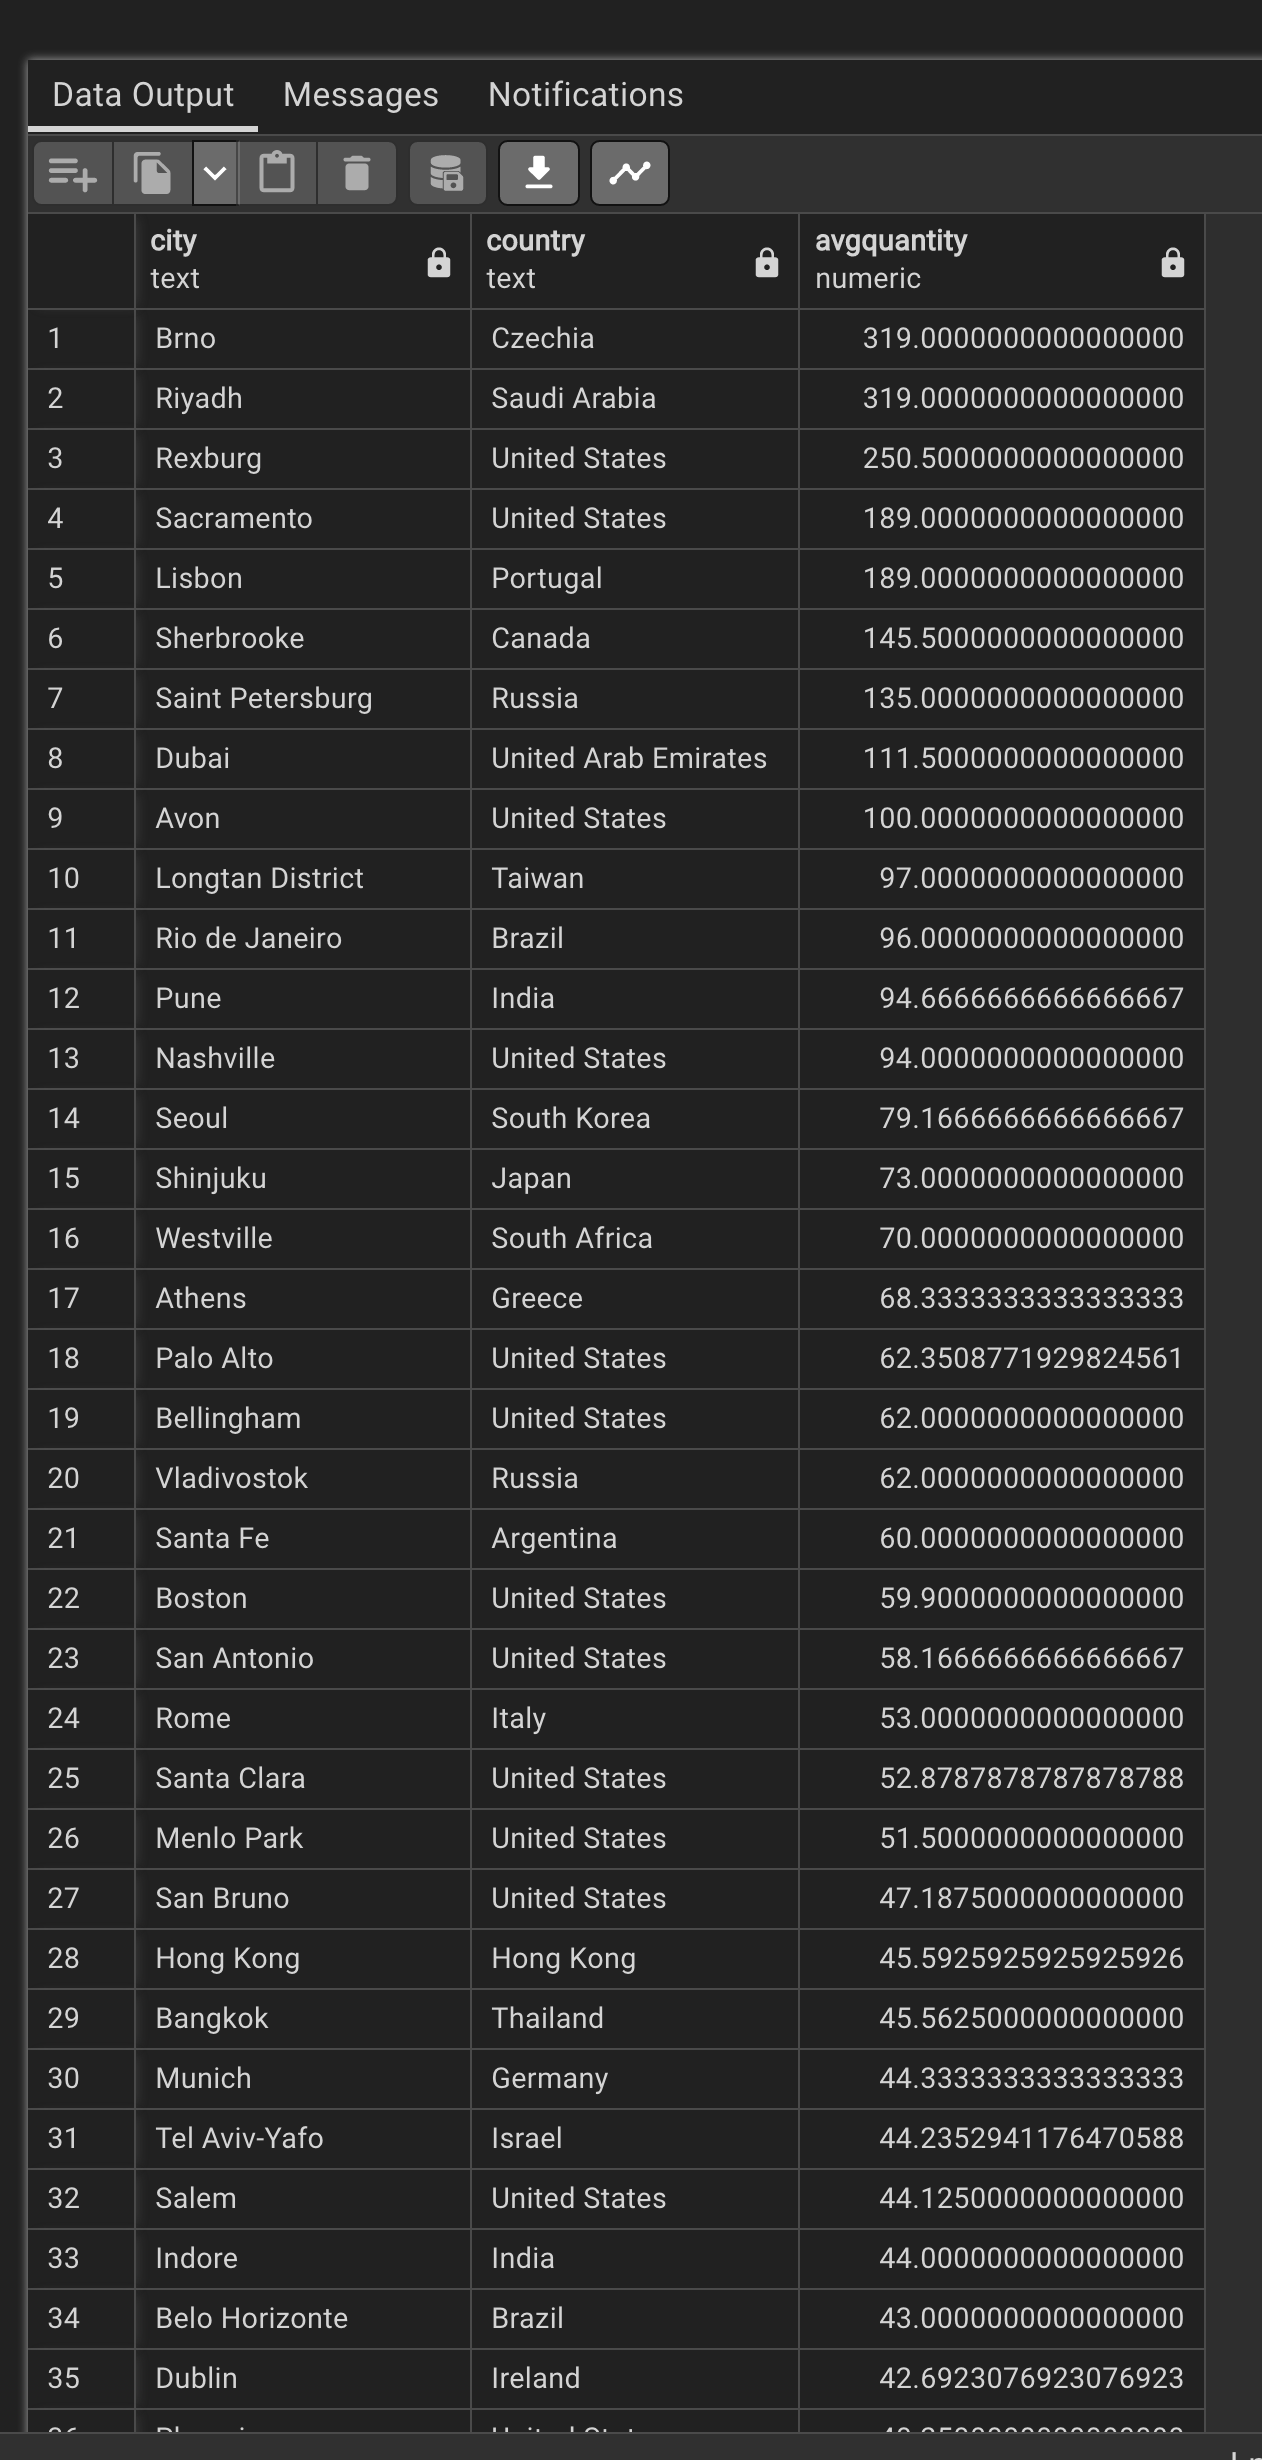 Data Output Messages Notifications
city country avgquantity
text text numeric
1 Brno Czechia 319.0000000000000000
2 Riyadh Saudi Arabia 319.0000000000000000
3 Rexburg United States 250.5000000000000000
4 Sacramento United States 189.0000000000000000
5 Lisbon Portugal 189.0000000000000000
6 Sherbrooke Canada 145.5000000000000000
7 Saint Petersburg Russia 135.0000000000000000
8 Dubai United Arab Emirates 111.5000000000000000
9 Avon United States 100.0000000000000000
10 Longtan District Taiwan 97.0000000000000000
11 Rio de Janeiro Brazil 96.0000000000000000
12 Pune India 94.6666666666666667
13 Nashville United States 94.0000000000000000
14 Seoul South Korea 79.1666666666666667
15 Shinjuku Japan 73.0000000000000000
16 Westville South Africa 70.0000000000000000
17 Athens Greece 68.3333333333333333
18 Palo Alto United States 62.3508771929824561
19 Bellingham United States 62.0000000000000000
20 Vladivostok Russia 62.0000000000000000
21 Santa Fe Argentina 60.0000000000000000
22 Boston United States 59.9000000000000000
23 San Antonio United States 58.1666666666666667
24 Rome Italy 53.0000000000000000
25 Santa Clara United States 52.8787878787878788
26 Menlo Park United States 51.5000000000000000
27 San Bruno United States 47.1875000000000000
28 Hong Kong Hong Kong 45.5925925925925926
29 Bangkok Thailand 45.5625000000000000
30 Munich Germany 44.3333333333333333
31 Tel Aviv-Yafo Israel 44.2352941176470588
32 Salem United States 44.1250000000000000
33 Indore India 44.0000000000000000
34 Belo Horizonte Brazil 43.0000000000000000
35 Dublin Ireland 42.6923076923076923